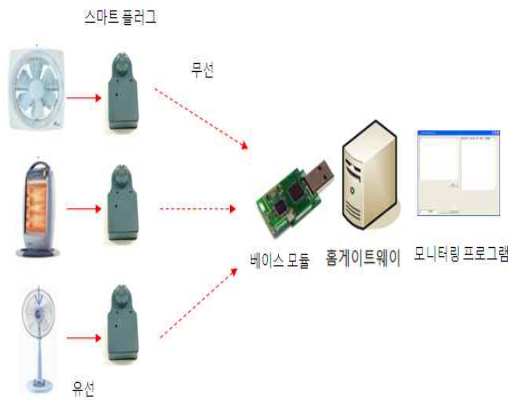 스마트 플러그
무선
베이스 모듈
홈게이트웨이
모니터링 프로그램
유선